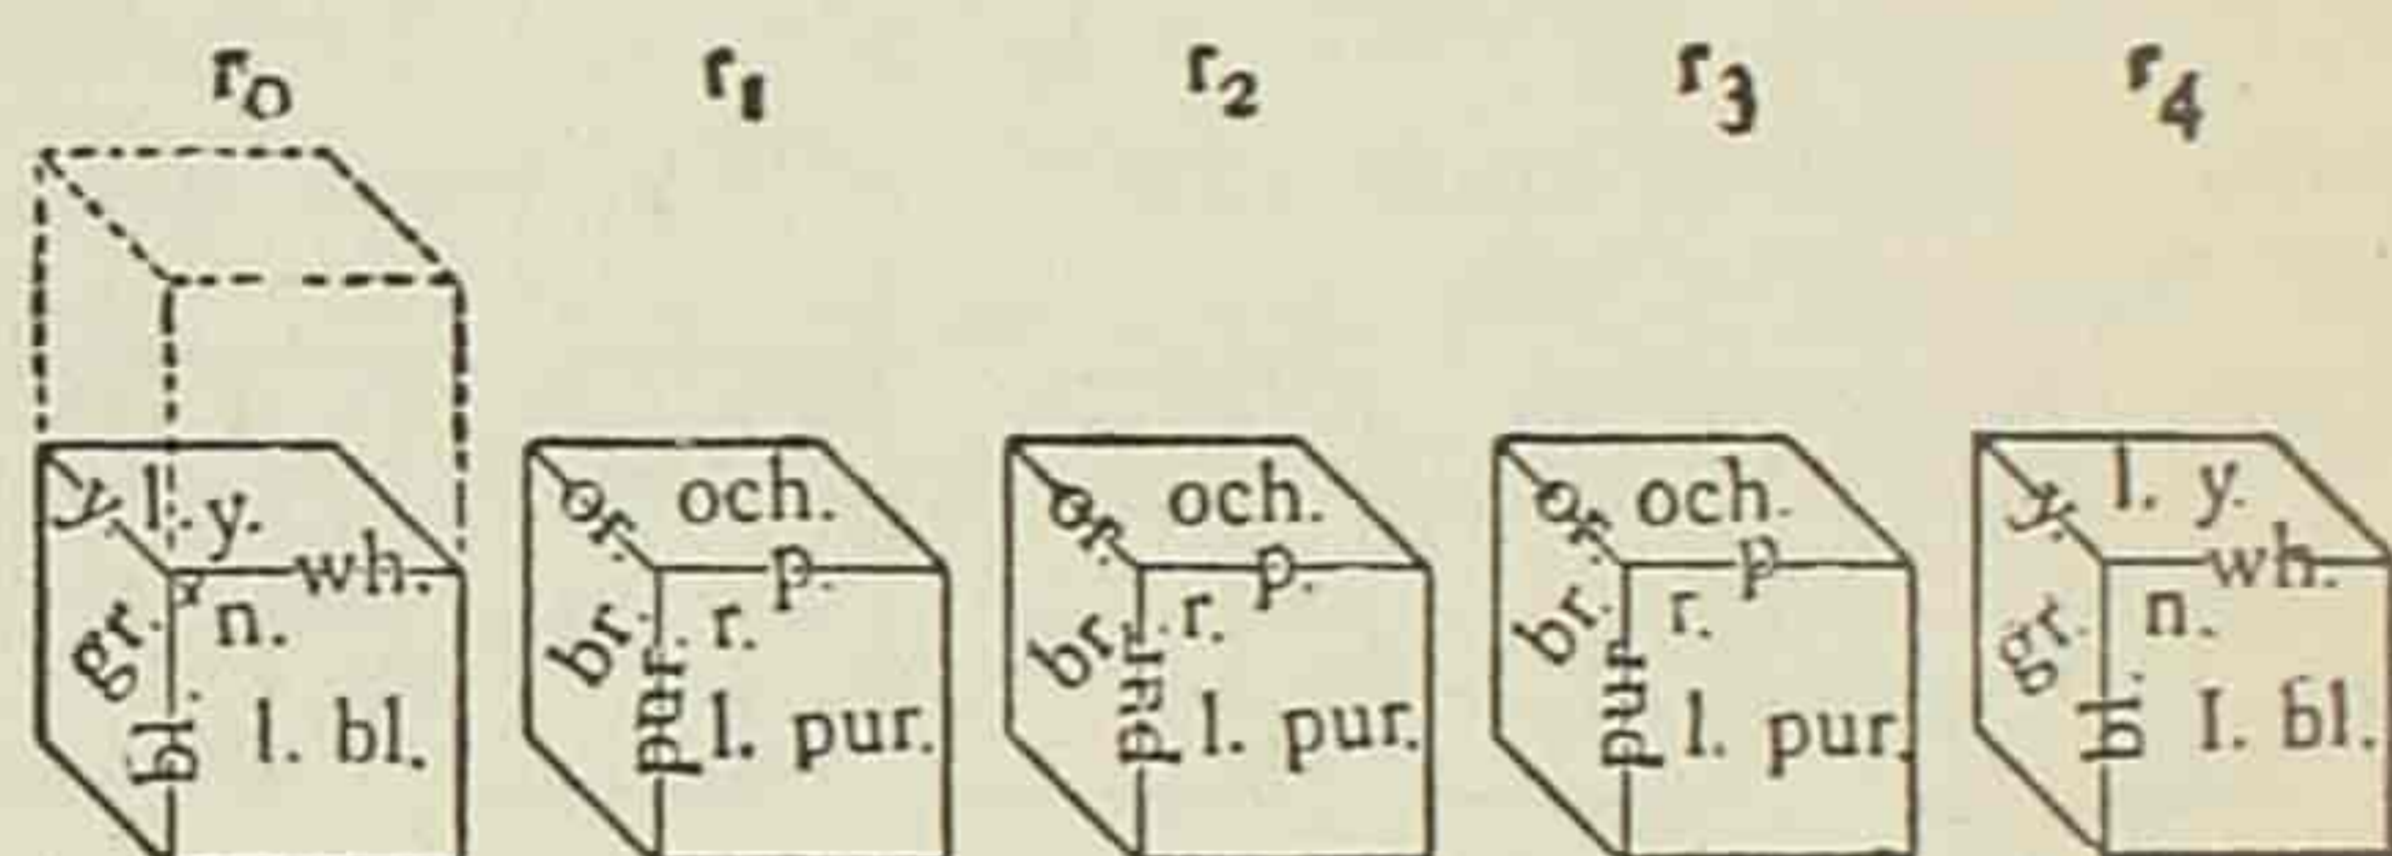 r0 r1 r2 r3 r4
y. l. y. wh. gr. n. bl. l. bl.
or. och. p. br. r. pur. l. pur.
or. och. p. br. r. pur. l. pur.
or. och. p br. r. pur l. pur.
y. l. y. wh. gr. n. bl. l. bl.